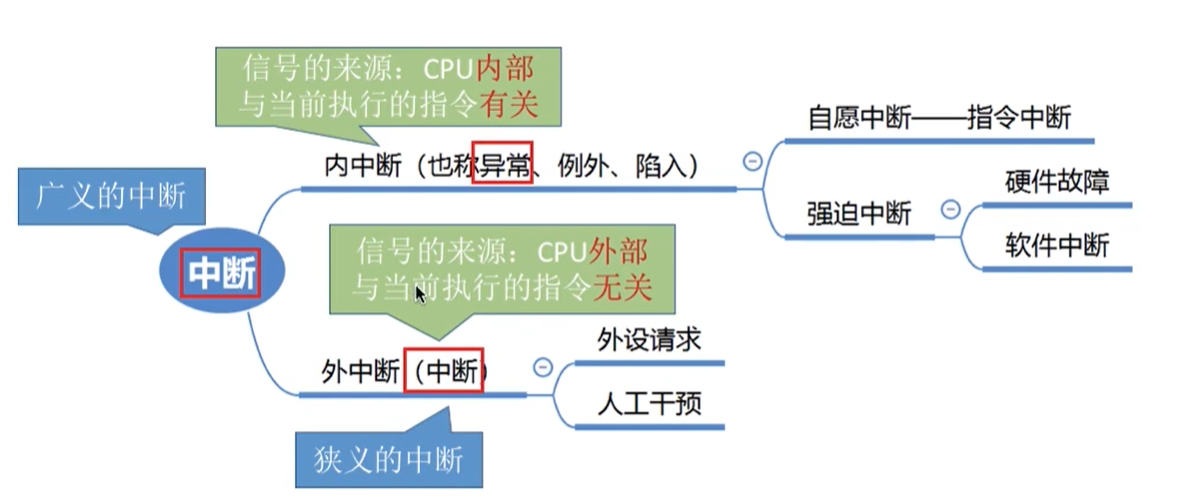 信号的来源：CPU内部
与当前执行的指令有关
内中断（也称异常、例外、陷入）
自愿中断——指令中断
强迫中断
硬件故障
软件中断
广义的中断
中断
信号的来源：CPU外部
与当前执行的指令无关
外中断（中断）
外设请求
人工干预
狭义的中断